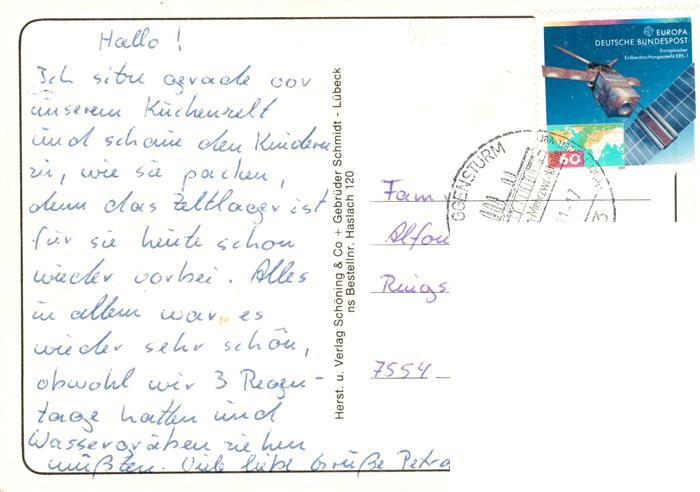 Hallo !
Ich sitze gerade vor
unserem Küchenzelt
und schaue den Kindern
zu, wie sie packen,
denn das Zeltlager ist
für sie heute schon
wieder vorbei. Alles
in allem war es
wieder sehr schön,
obwohl wir 3 Regen-
tage hatten und
Wassergräben ziehen
mußten. Viele liebe Grüße Petra
Herst. u. Verlag Schöning & Co + Gebrüder Schmidt - Lübeck
ns Bestellnr. Haslach 120
EUROPA
DEUTSCHE BUNDESPOST
Europäischer
Erdbeobachtungssatellit ERS-1
60
GGENSTURM
Fam
Alfon
Rings
7554